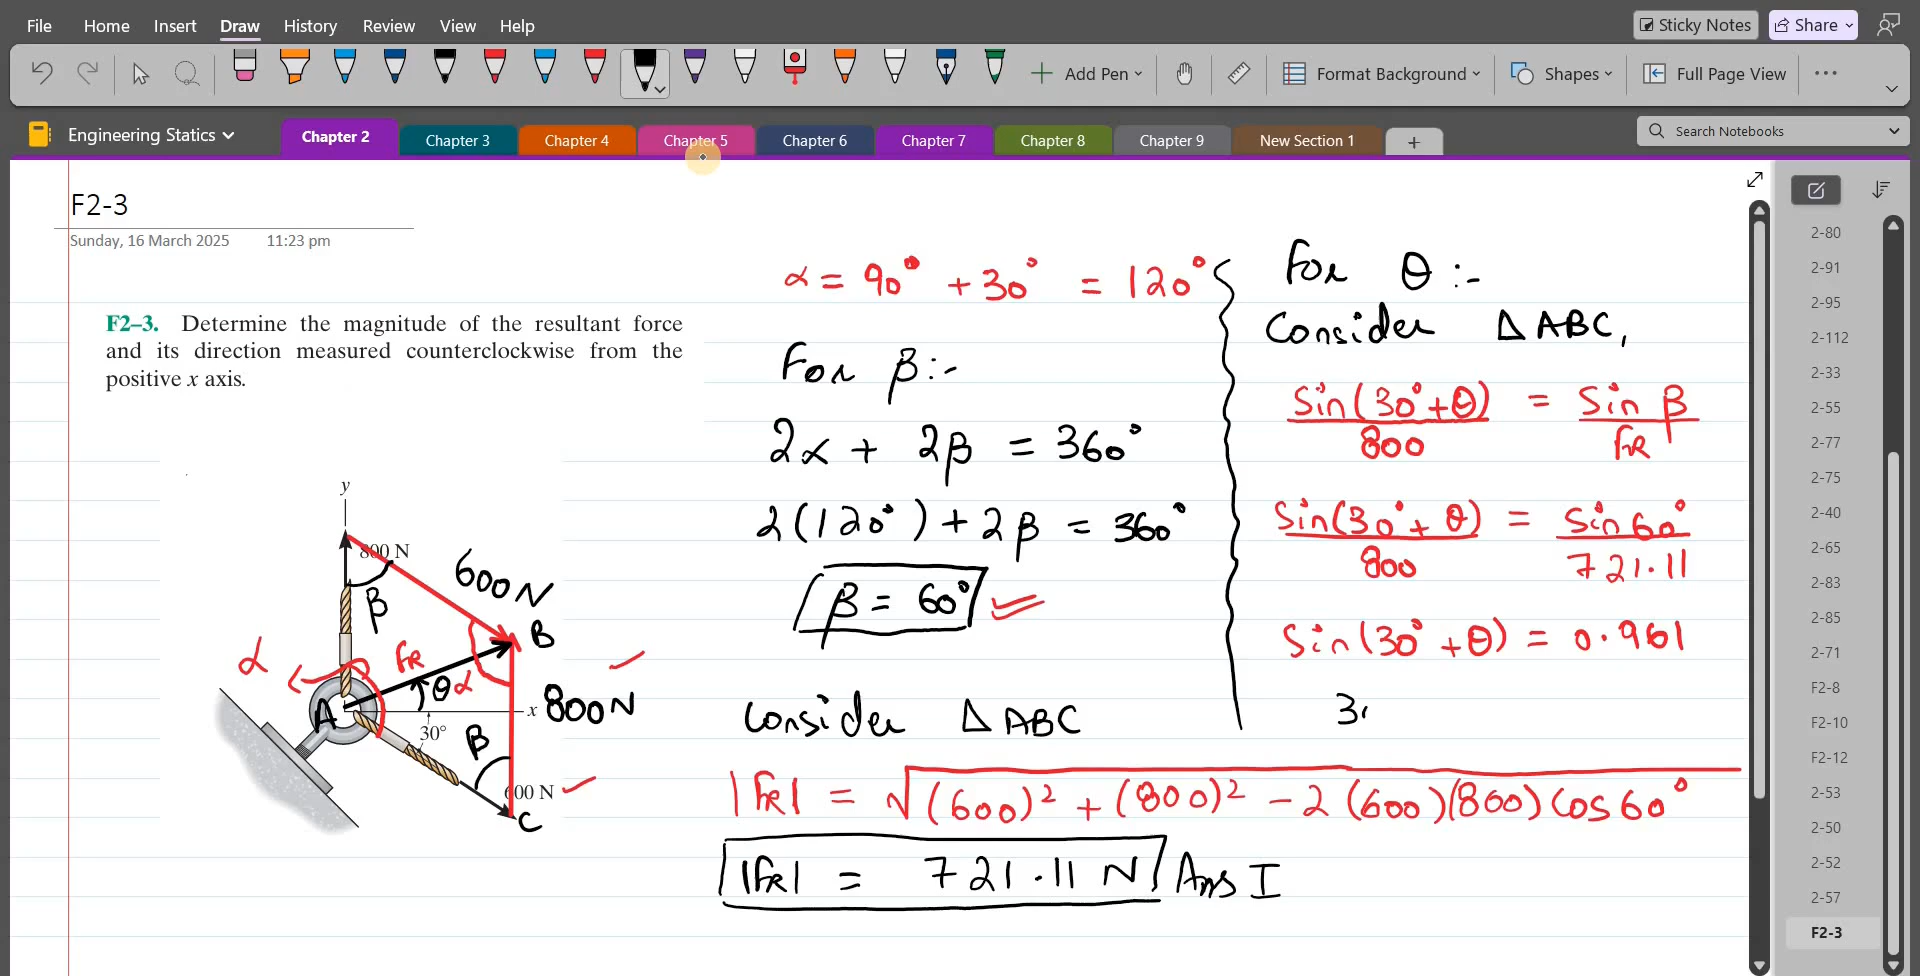 File Home Insert Draw History Review View Help
Sticky Notes Share
Add Pen Format Background Shapes Full Page View
Engineering Statics Chapter 2 Chapter 3 Chapter 4 Chapter 5 Chapter 6 Chapter 7 Chapter 8 Chapter 9 New Section 1 + Search Notebooks
F2-3
Sunday, 16 March 2025 11:23 pm
F2–3. Determine the magnitude of the resultant force
and its direction measured counterclockwise from the
positive x axis.
y
800 N
600N
β
B
α
FR
θ
α
A
x
800N
30°
β
600 N
C
α = 90° + 30° = 120°
For β:-
2α + 2β = 360°
2(120°) + 2β = 360°
β = 60°
Consider Δ ABC
|FR| = √(600)² + (800)² - 2(600)(800) cos 60°
|FR| = 721.11 N Ans I
For θ :-
Consider Δ ABC,
Sin(30°+θ) = Sin β
800 FR
Sin(30°+θ) = Sin 60°
800 721.11
Sin(30°+θ) = 0.961
3
2-80
2-91
2-95
2-112
2-33
2-55
2-77
2-75
2-40
2-65
2-83
2-85
2-71
F2-8
F2-10
F2-12
2-53
2-50
2-52
2-57
F2-3